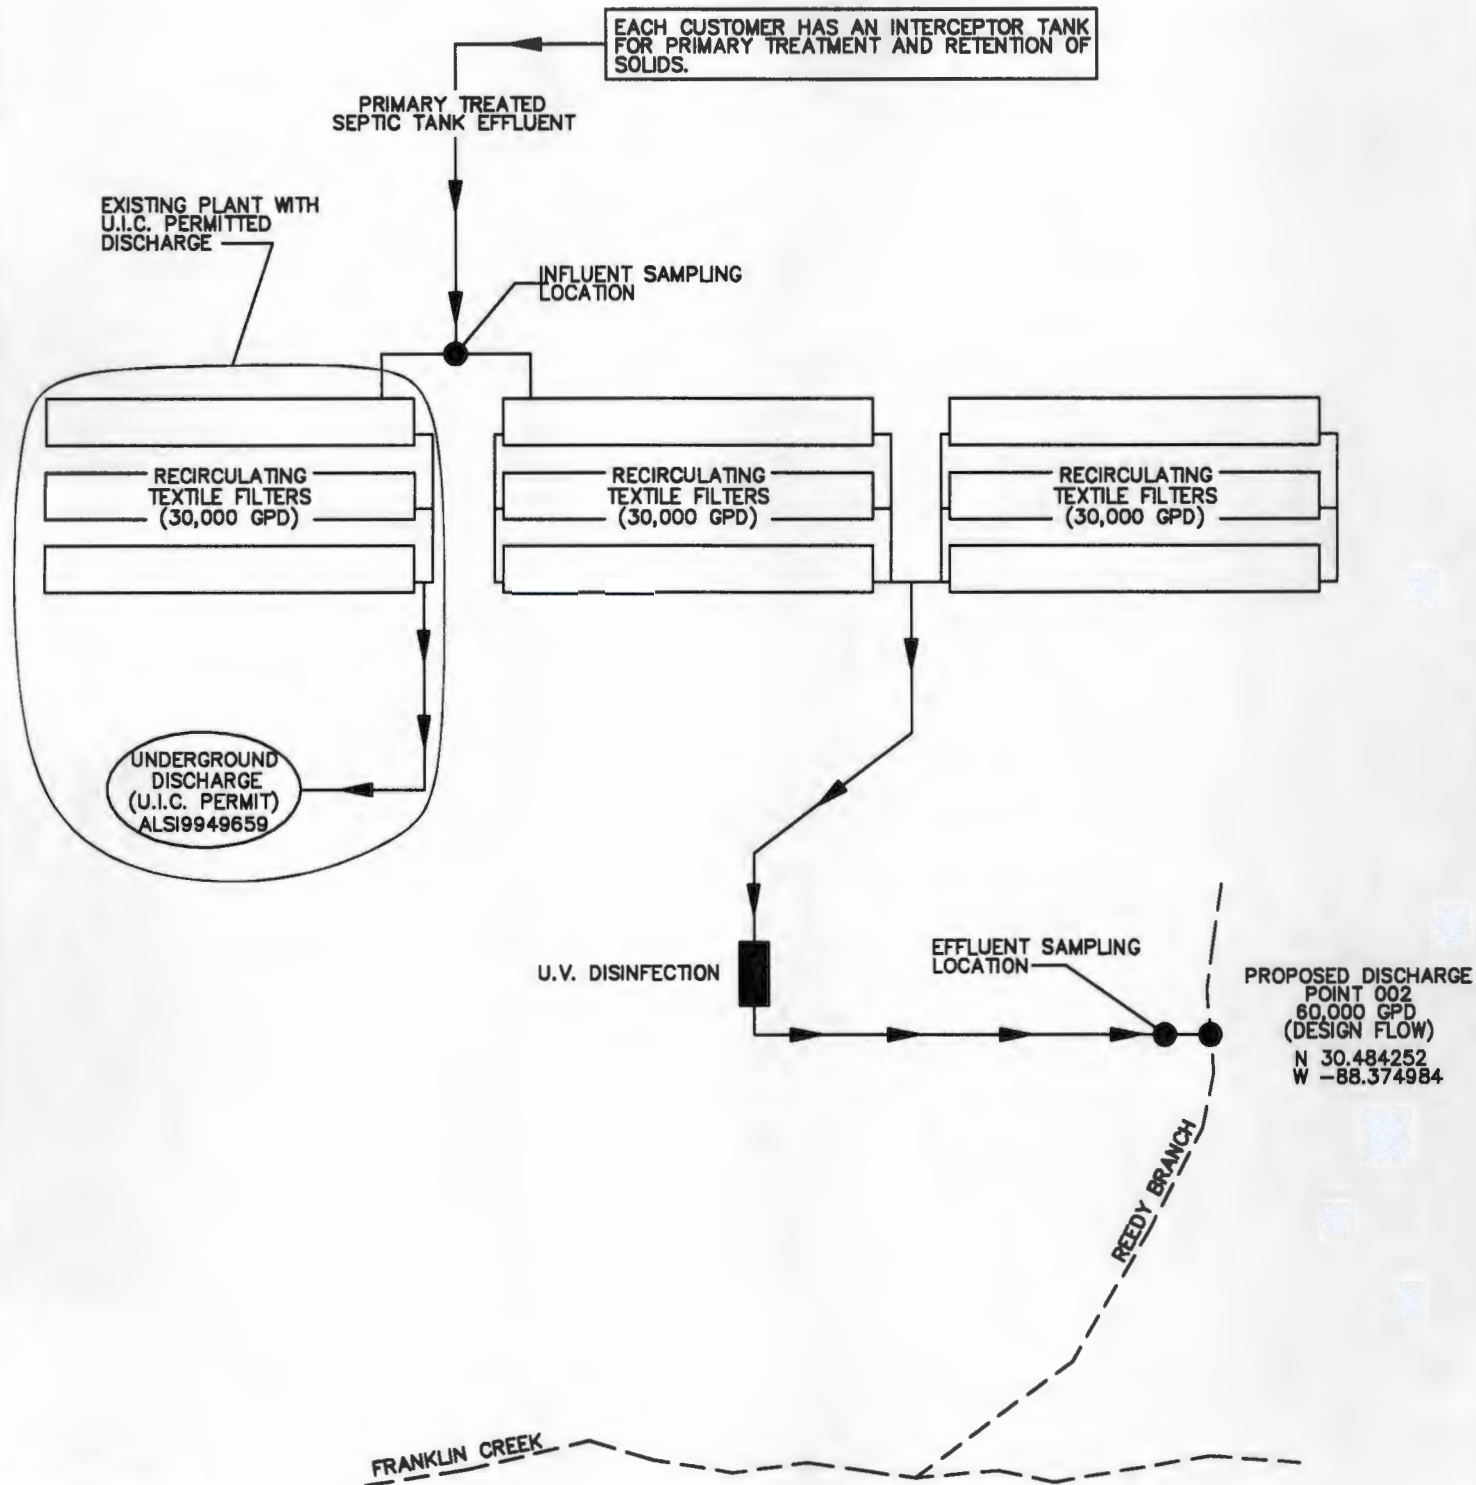 EACH CUSTOMER HAS AN INTERCEPTOR TANK
FOR PRIMARY TREATMENT AND RETENTION OF
SOLIDS.
PRIMARY TREATED
SEPTIC TANK EFFLUENT
EXISTING PLANT WITH
U.I.C. PERMITTED
DISCHARGE
INFLUENT SAMPLING
LOCATION
RECIRCULATING
TEXTILE FILTERS
(30,000 GPD)
RECIRCULATING
TEXTILE FILTERS
(30,000 GPD)
RECIRCULATING
TEXTILE FILTERS
(30,000 GPD)
UNDERGROUND
DISCHARGE
(U.I.C. PERMIT)
ALSI9949659
U.V. DISINFECTION
EFFLUENT SAMPLING
LOCATION
PROPOSED DISCHARGE
POINT 002
60,000 GPD
(DESIGN FLOW)
N 30.484252
W -88.374984
REEDY BRANCH
FRANKLIN CREEK